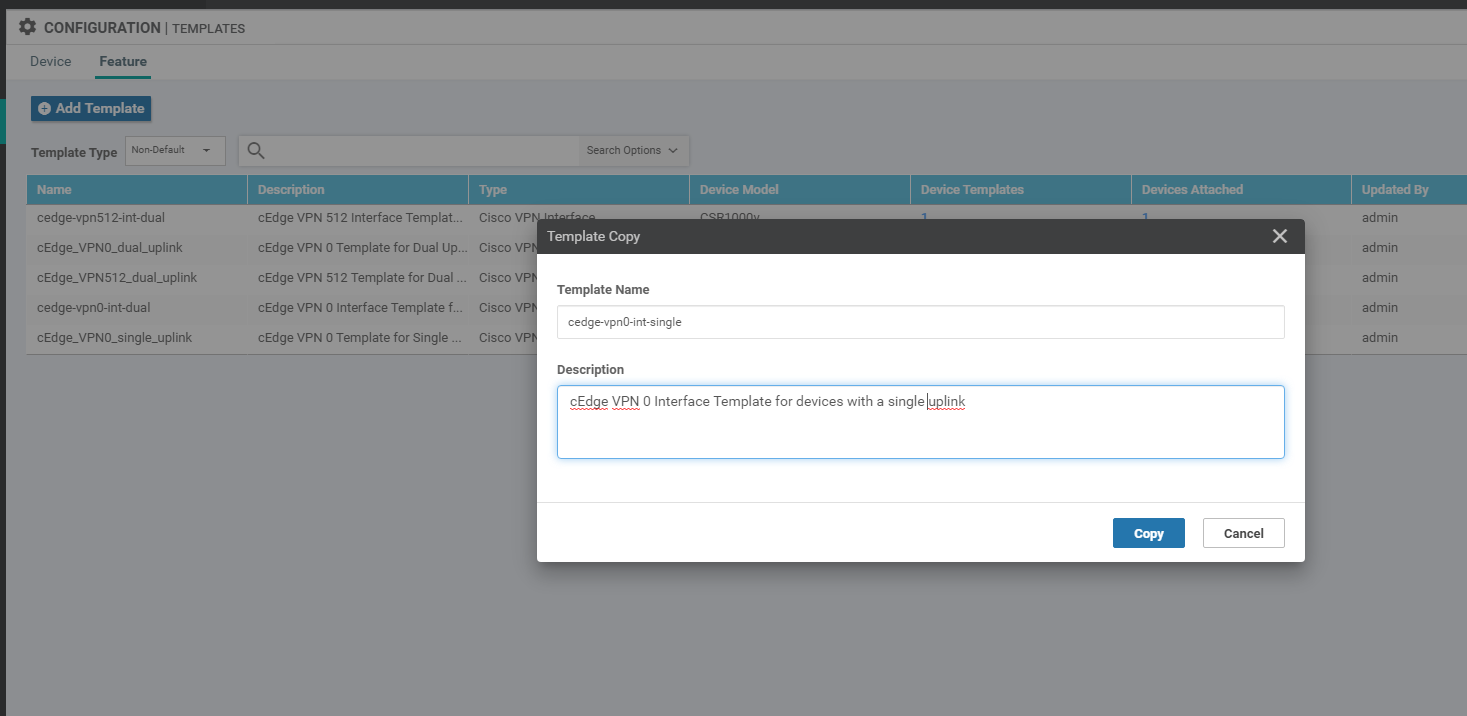 CONFIGURATION | TEMPLATES
Device Feature
Add Template
Template Type Non-Default Search Options
Name Description Type Device Model Device Templates Devices Attached Updated By
cedge-vpn512-int-dual cEdge VPN 512 Interface Templat... Cisco VPN Interface CSR1000v 1 1 admin
cEdge_VPN0_dual_uplink cEdge VPN 0 Template for Dual Up... Cisco VPN admin
cEdge_VPN512_dual_uplink cEdge VPN 512 Template for Dual ... Cisco VPN admin
cedge-vpn0-int-dual cEdge VPN 0 Interface Template f... Cisco VPN admin
cEdge_VPN0_single_uplink cEdge VPN 0 Template for Single ... Cisco VPN admin
Template Copy
Template Name
cedge-vpn0-int-single
Description
cEdge VPN 0 Interface Template for devices with a single uplink
Copy Cancel